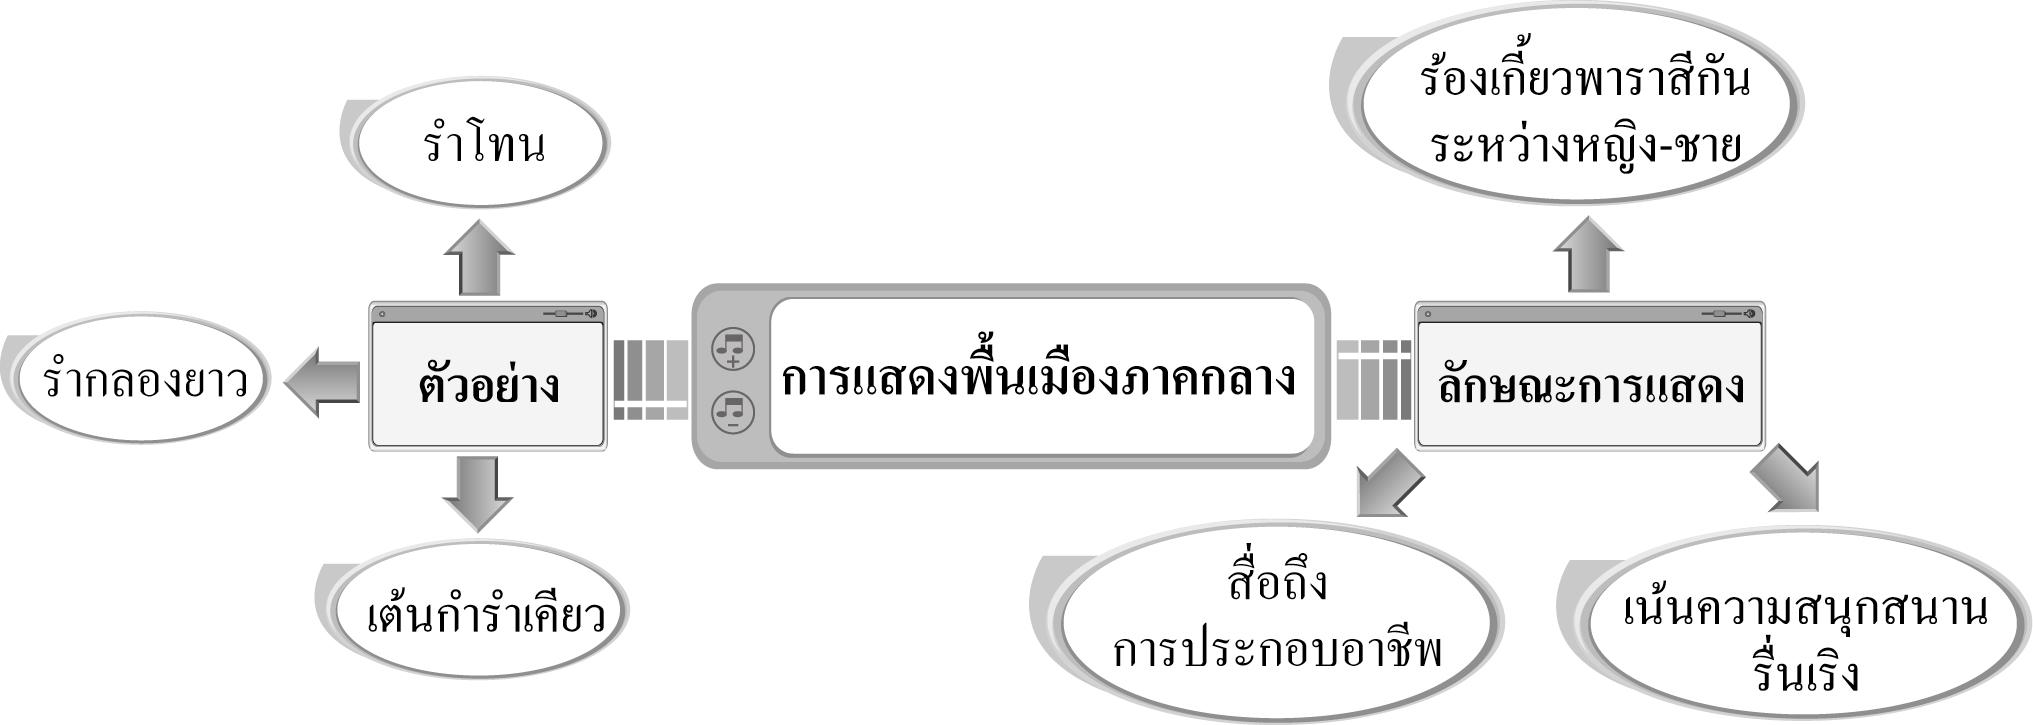 ร้องเกี้ยวพาราสีกัน
ระหว่างหญิง-ชาย
รำโทน
รำกลองยาว
ตัวอย่าง
การแสดงพื้นเมืองภาคกลาง
ลักษณะการแสดง
เต้นกำรำเคียว
สื่อถึง
การประกอบอาชีพ
เน้นความสนุกสนาน
รื่นเริง